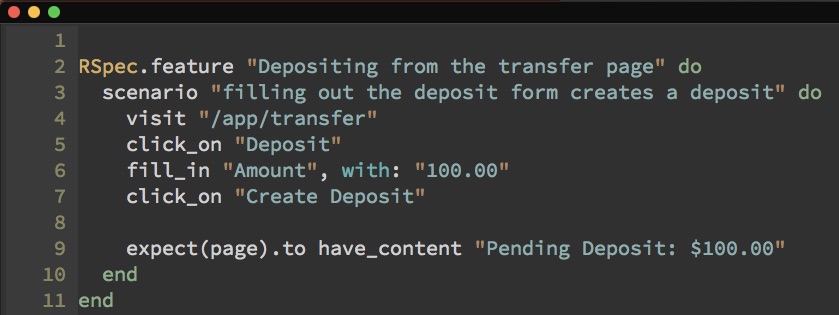 1
2 RSpec.feature "Depositing from the transfer page" do
3   scenario "filling out the deposit form creates a deposit" do
4     visit "/app/transfer"
5     click_on "Deposit"
6     fill_in "Amount", with: "100.00"
7     click_on "Create Deposit"
8
9     expect(page).to have_content "Pending Deposit: $100.00"
10   end
11 end